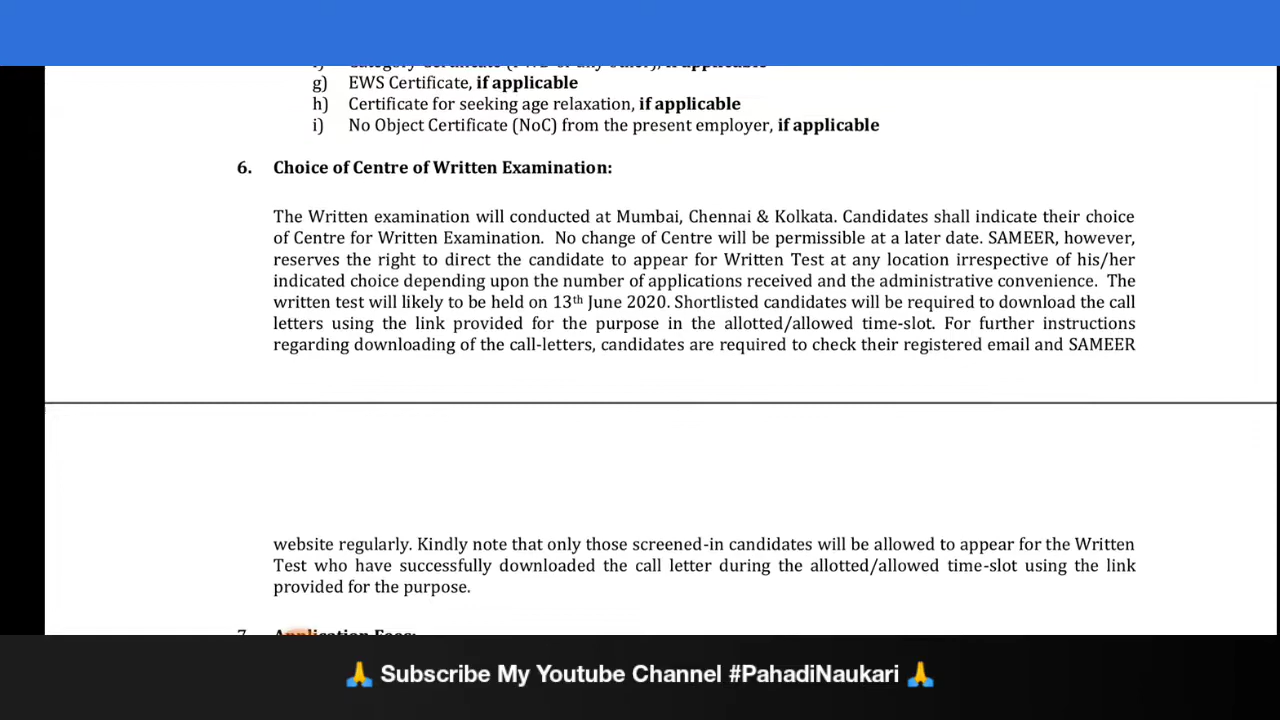 g) EWS Certificate, if applicable
h) Certificate for seeking age relaxation, if applicable
i) No Object Certificate (NoC) from the present employer, if applicable
6. Choice of Centre of Written Examination:
The Written examination will conducted at Mumbai, Chennai & Kolkata. Candidates shall indicate their choice
of Centre for Written Examination. No change of Centre will be permissible at a later date. SAMEER, however,
reserves the right to direct the candidate to appear for Written Test at any location irrespective of his/her
indicated choice depending upon the number of applications received and the administrative convenience. The
written test will likely to be held on 13th June 2020. Shortlisted candidates will be required to download the call
letters using the link provided for the purpose in the allotted/allowed time-slot. For further instructions
regarding downloading of the call-letters, candidates are required to check their registered email and SAMEER
website regularly. Kindly note that only those screened-in candidates will be allowed to appear for the Written
Test who have successfully downloaded the call letter during the allotted/allowed time-slot using the link
provided for the purpose.
7. Application Fees:
🙏 Subscribe My Youtube Channel #PahadiNaukari 🙏